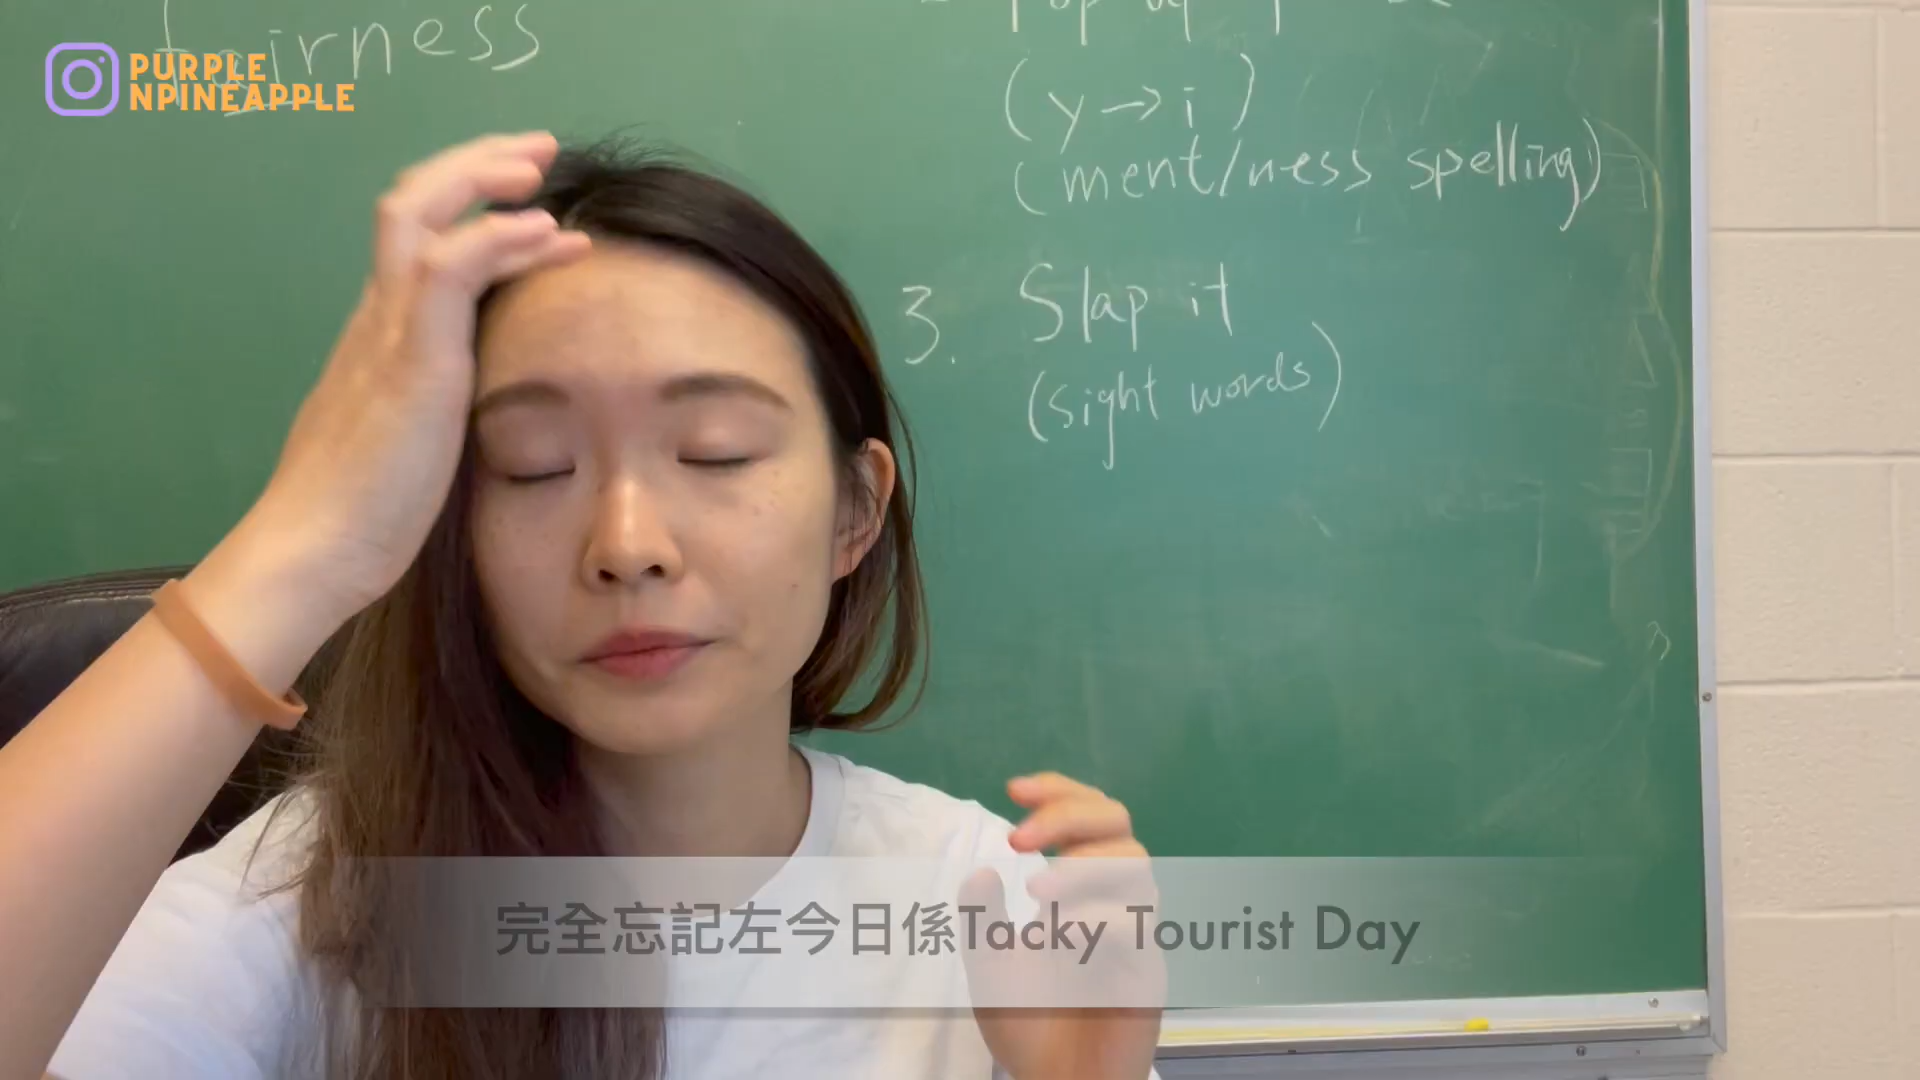 fairness
PURPLE
NPINEAPPLE
(y→i)
(ment/ness spelling)
3. Slap it
(sight words)
完全忘記左今日係Tacky Tourist Day